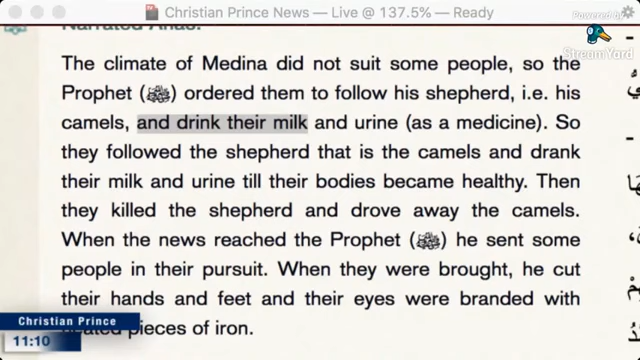 Christian Prince News — Live @ 137.5% — Ready
Powered by
StreamYard
Narrated Anas:
The climate of Medina did not suit some people, so the
Prophet (ﷺ) ordered them to follow his shepherd, i.e. his
camels, and drink their milk and urine (as a medicine). So
they followed the shepherd that is the camels and drank
their milk and urine till their bodies became healthy. Then
they killed the shepherd and drove away the camels.
When the news reached the Prophet (ﷺ) he sent some
people in their pursuit. When they were brought, he cut
their hands and feet and their eyes were branded with
pieces of iron.
Christian Prince
11:10